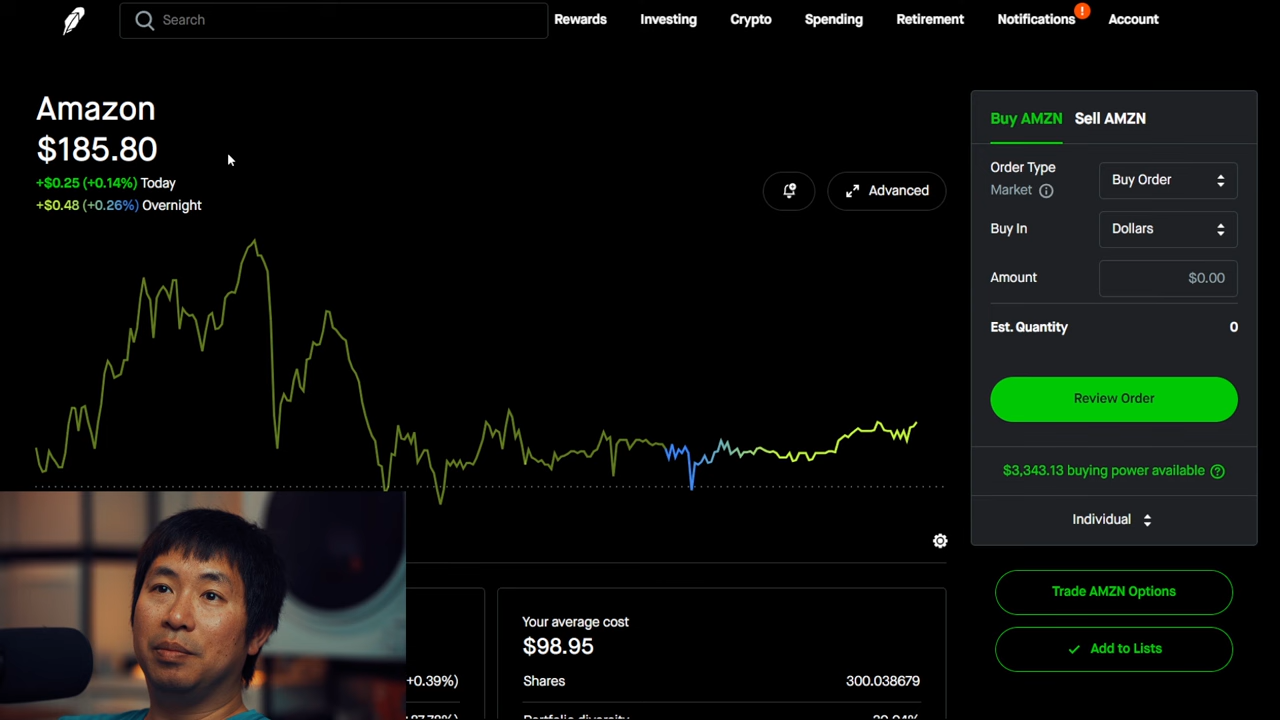 Search
Rewards
Investing
Crypto
Spending
Retirement
Notifications
!
Account
Amazon
$185.80
+$0.25 (+0.14%) Today
+$0.48 (+0.26%) Overnight
Advanced
Buy AMZN
Sell AMZN
Order Type
Market
Buy Order
Buy In
Dollars
Amount
$0.00
Est. Quantity
0
Review Order
$3,343.13 buying power available
Individual
Trade AMZN Options
Add to Lists
+0.39%)
Your average cost
$98.95
Shares
300.038679
Portfolio diversity